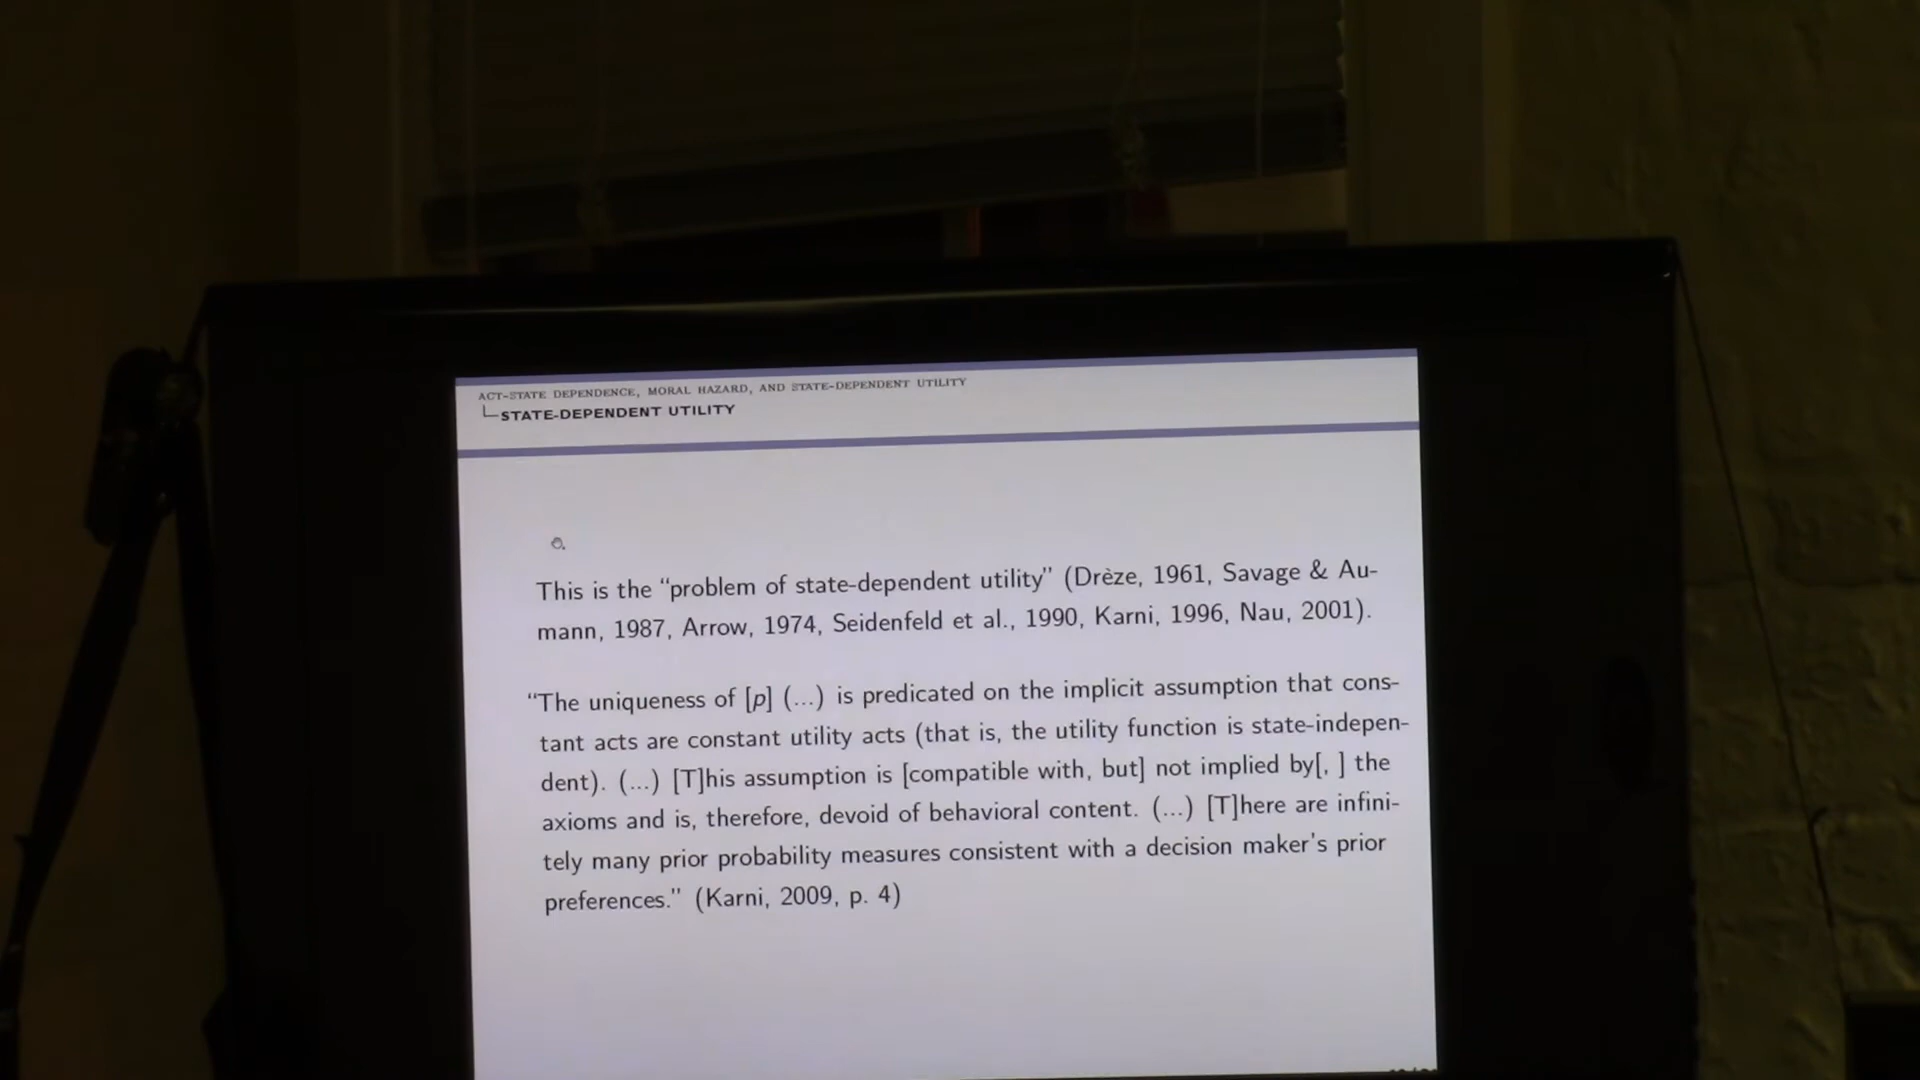 ACT-STATE DEPENDENCE, MORAL HAZARD, AND STATE-DEPENDENT UTILITY
STATE-DEPENDENT UTILITY
This is the “problem of state-dependent utility” (Drèze, 1961, Savage & Au-
mann, 1987, Arrow, 1974, Seidenfeld et al., 1990, Karni, 1996, Nau, 2001).
“The uniqueness of [p] (...) is predicated on the implicit assumption that cons-
tant acts are constant utility acts (that is, the utility function is state-indepen-
dent). (...) [T]his assumption is [compatible with, but] not implied by[, ] the
axioms and is, therefore, devoid of behavioral content. (...) [T]here are infini-
tely many prior probability measures consistent with a decision maker's prior
preferences.” (Karni, 2009, p. 4)